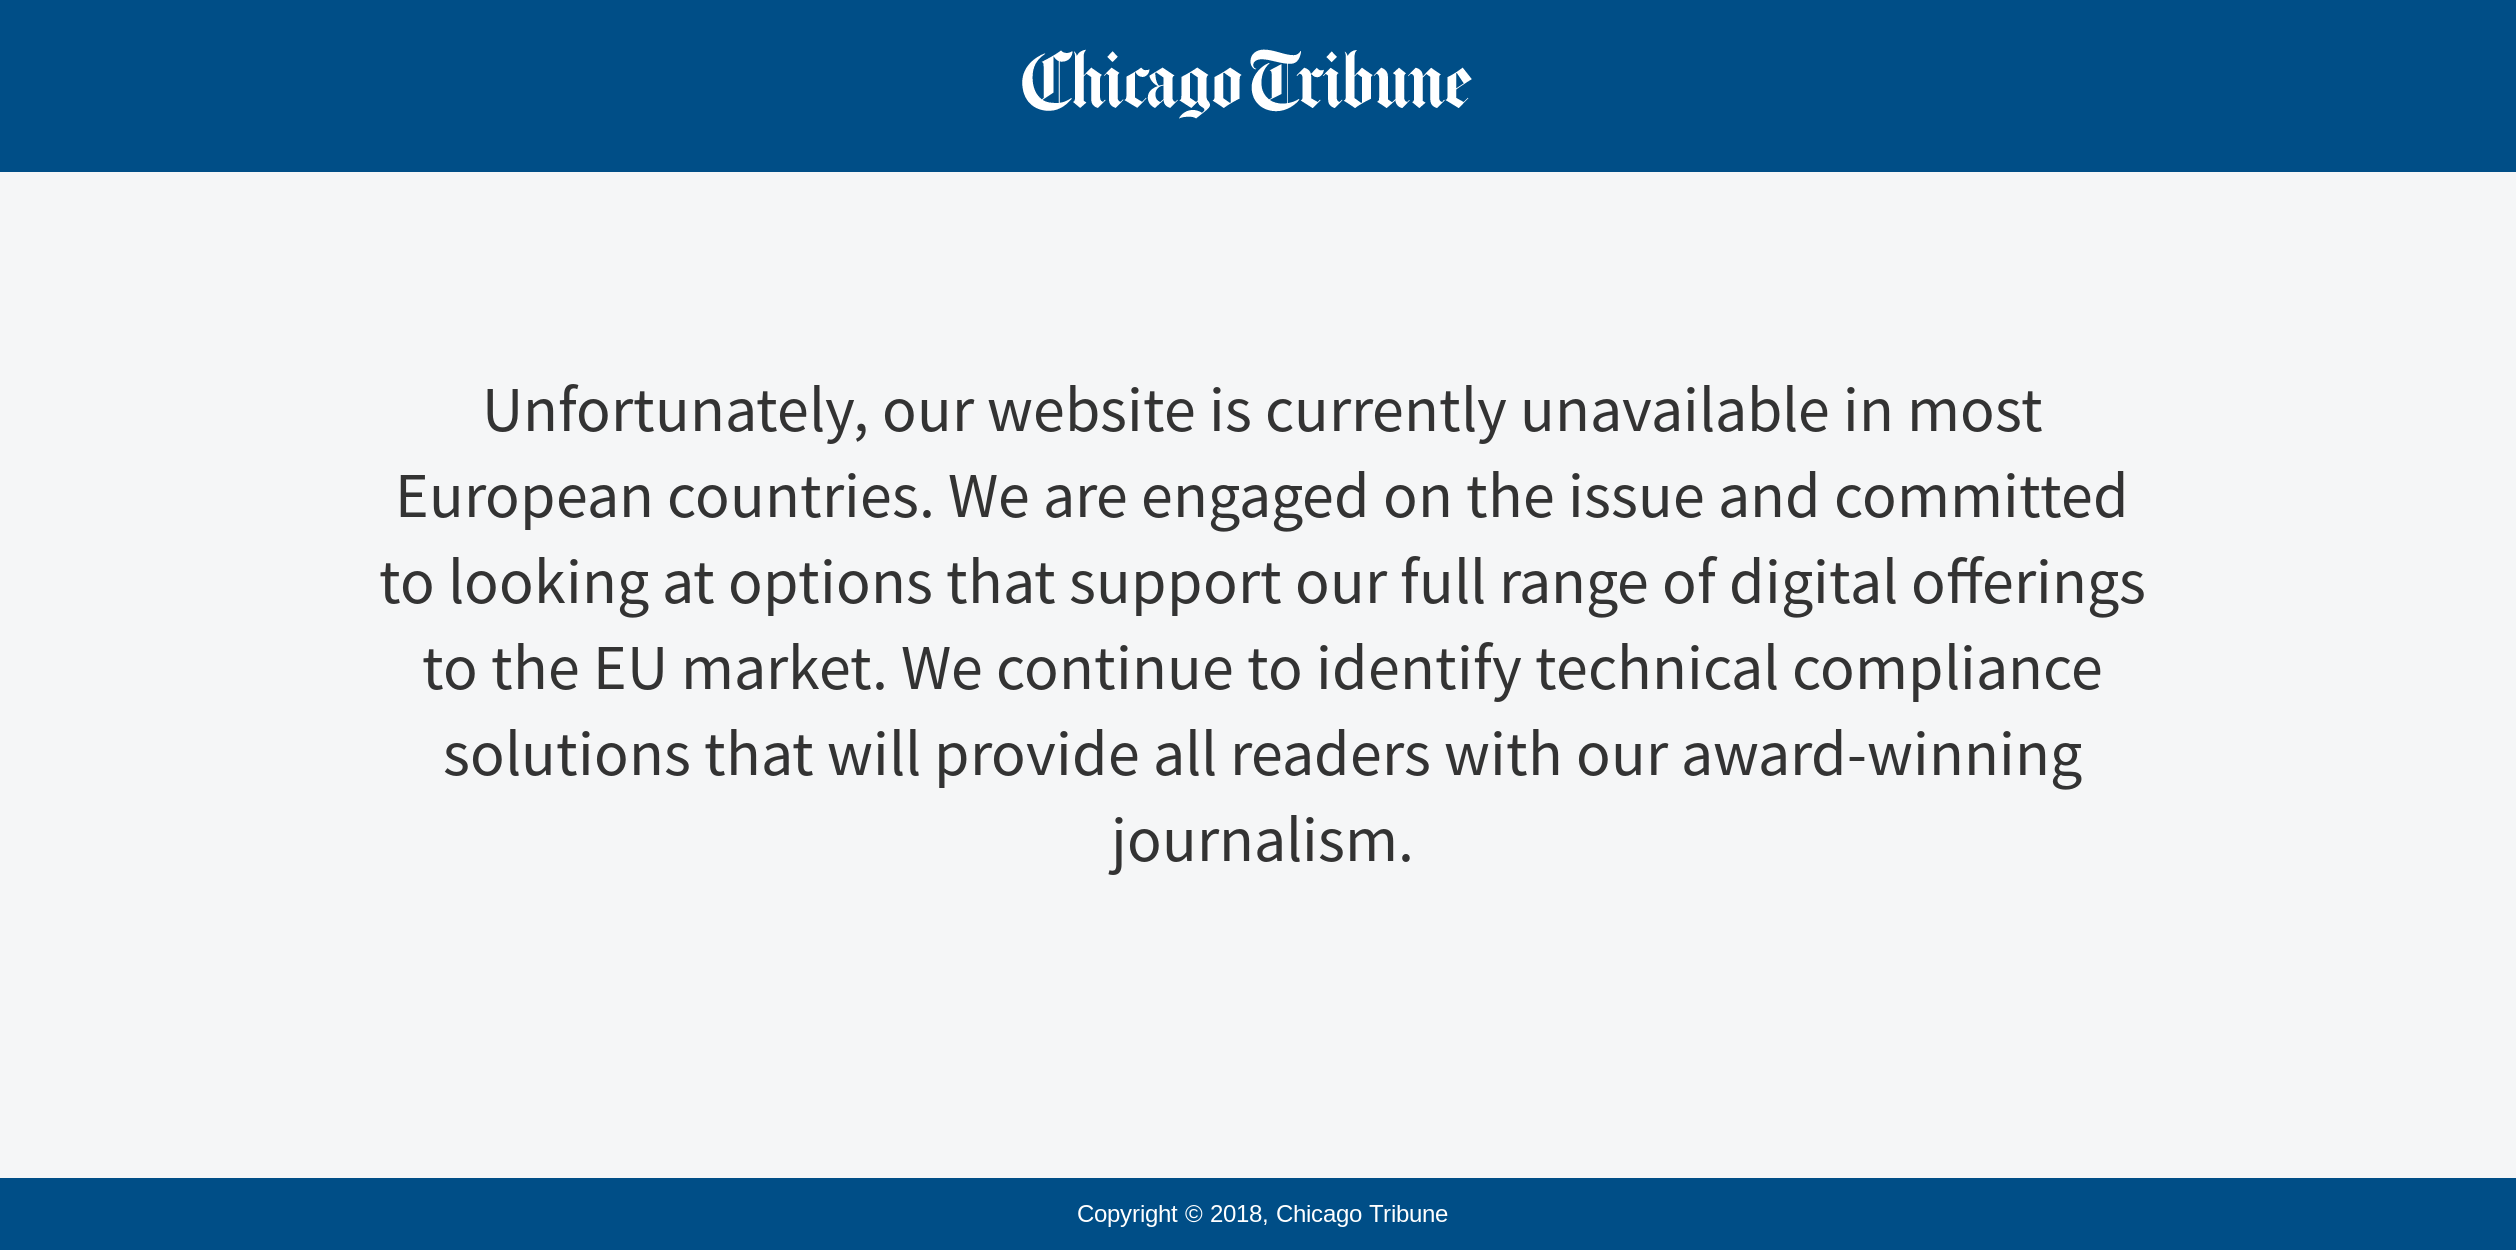 Chicago Tribune
Unfortunately, our website is currently unavailable in most
European countries. We are engaged on the issue and committed
to looking at options that support our full range of digital offerings
to the EU market. We continue to identify technical compliance
solutions that will provide all readers with our award-winning
journalism.
Copyright © 2018, Chicago Tribune